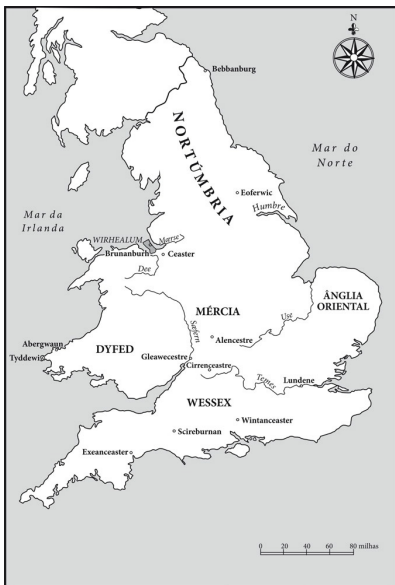 N
Bebbanburg
NORTÚMBRIA
Mar do
Norte
Eoferwic
Humbre
Mar da
Irlanda
WIRHEALUM
Mærse
Brunanburh
Ceaster
Dee
MÉRCIA
ÂNGLIA
ORIENTAL
Use
Sæfern
Alencestre
Abergwaun
DYFED
Tyddewi
Gleawecestre
Cirrenceastre
Temes
Lundene
WESSEX
Wintanceaster
Scireburnan
Exeanceaster
0 20 40 60 80 milhas